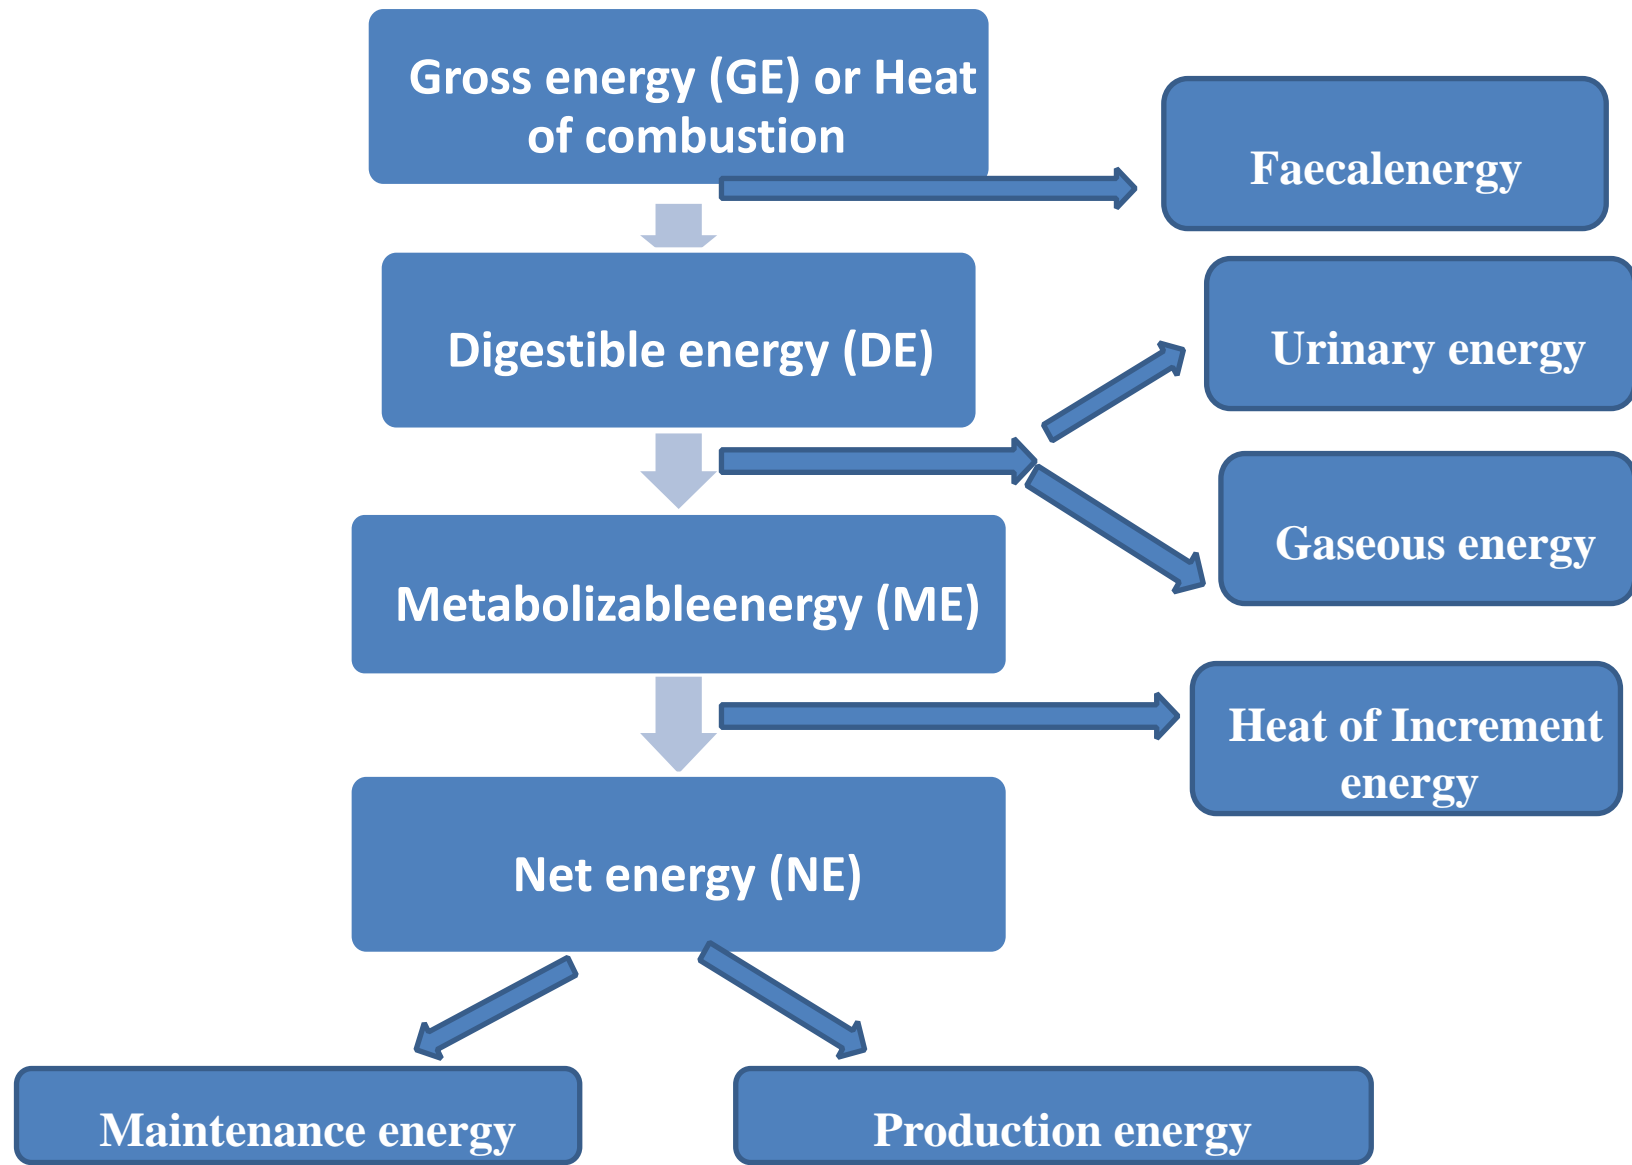 Gross energy (GE) or Heat
of combustion
Faecalenergy
Digestible energy (DE)
Urinary energy
Gaseous energy
Metabolizableenergy (ME)
Heat of Increment
energy
Net energy (NE)
Maintenance energy
Production energy